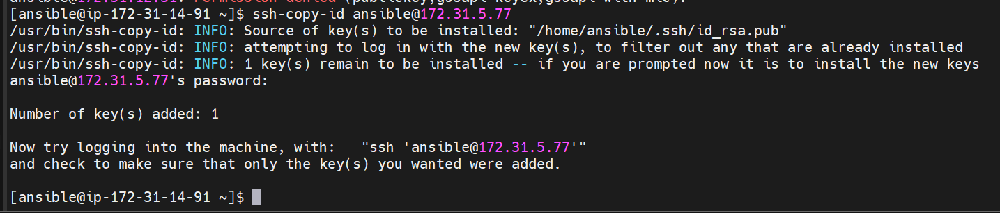 [ansible@ip-172-31-14-91 ~]$ ssh-copy-id ansible@172.31.5.77
/usr/bin/ssh-copy-id: INFO: Source of key(s) to be installed: "/home/ansible/.ssh/id_rsa.pub"
/usr/bin/ssh-copy-id: INFO: attempting to log in with the new key(s), to filter out any that are already installed
/usr/bin/ssh-copy-id: INFO: 1 key(s) remain to be installed -- if you are prompted now it is to install the new keys
ansible@172.31.5.77's password:
Number of key(s) added: 1
Now try logging into the machine, with:   "ssh 'ansible@172.31.5.77'"
and check to make sure that only the key(s) you wanted were added.
[ansible@ip-172-31-14-91 ~]$